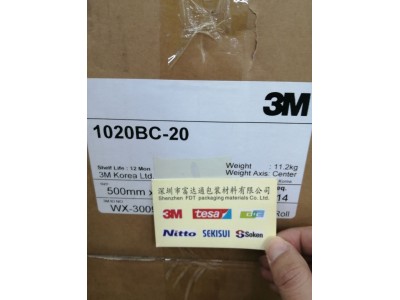 3M
1020BC-20
Shelf Life : 12 Mon
3M Korea Ltd
Weight : 11.2kg
Weight Axis: Center
500mm x
14
WX-300
Roll
深圳市富达通包装材料有限公司
Shenzhen FDT packaging materials Co. Ltd.
3M tesa
Nitto SEKISUI Soken